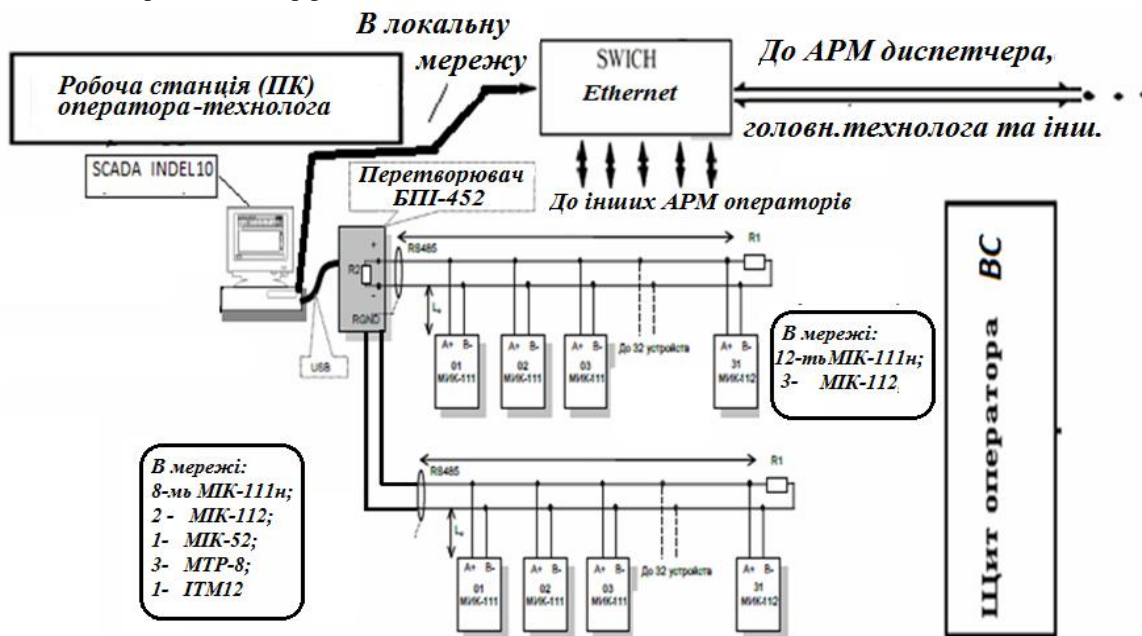 Робоча станція (ПК)
оператора-технолога
В локальну
мережу
SWICH
Ethernet
До АРМ диспетчера,
головн.технолога та інш.
SCADA INDEL10
Перетворювач
БПІ-452
До інших АРМ операторів
RS485
R1
R2
+
-
RGND
USB
A+ B-
01
МИК-111
A+ B-
02
МИК-111
A+ B-
03
МИК-111
До 32 устройств
A+ B-
31
МИК-112
В мережі:
12-ть МІК-111н;
3- МІК-112
Щит оператора ВС
В мережі:
8-мь МІК-111н;
2 - МІК-112;
1- МІК-52;
3- МТР-8;
1- ІТМ12
RS485
R1
A+ B-
01
МИК-111
A+ B-
02
МИК-111
A+ B-
03
МИК-111
До 32 устройств
A+ B-
31
МИК-112